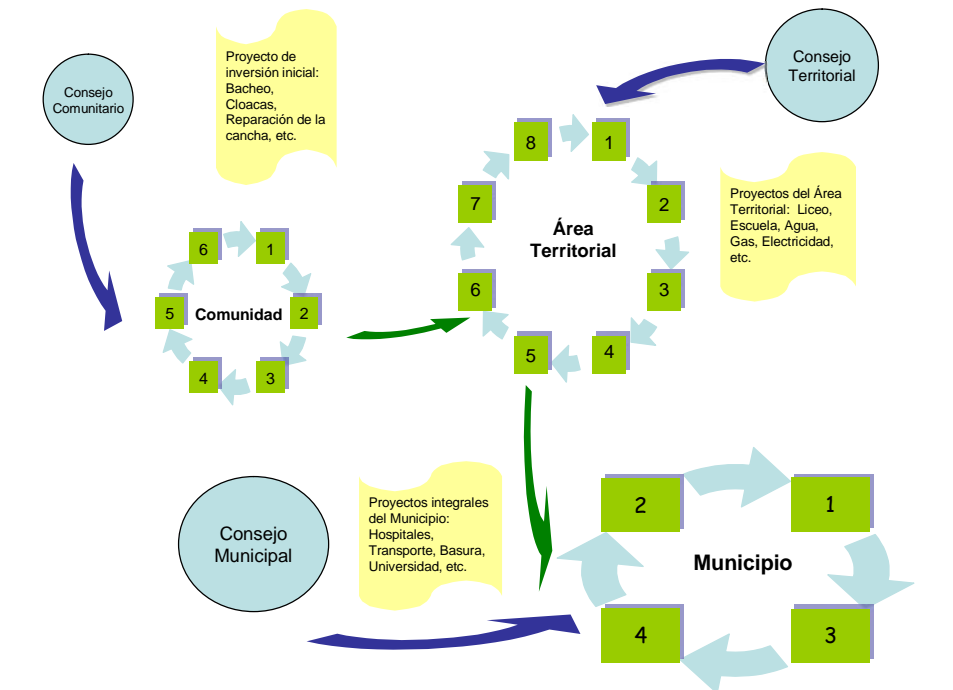 Consejo
Comunitario
Proyecto de
inversión inicial:
Bacheo,
Cloacas,
Reparación de la
cancha, etc.
Consejo
Territorial
8
1
7
2
Área
Territorial
6
3
5
4
Proyectos del Área
Territorial: Liceo,
Escuela, Agua,
Gas, Electricidad,
etc.
6
1
5
Comunidad
2
4
3
Consejo
Municipal
Proyectos integrales
del Municipio:
Hospitales,
Transporte, Basura,
Universidad, etc.
2
1
Municipio
4
3